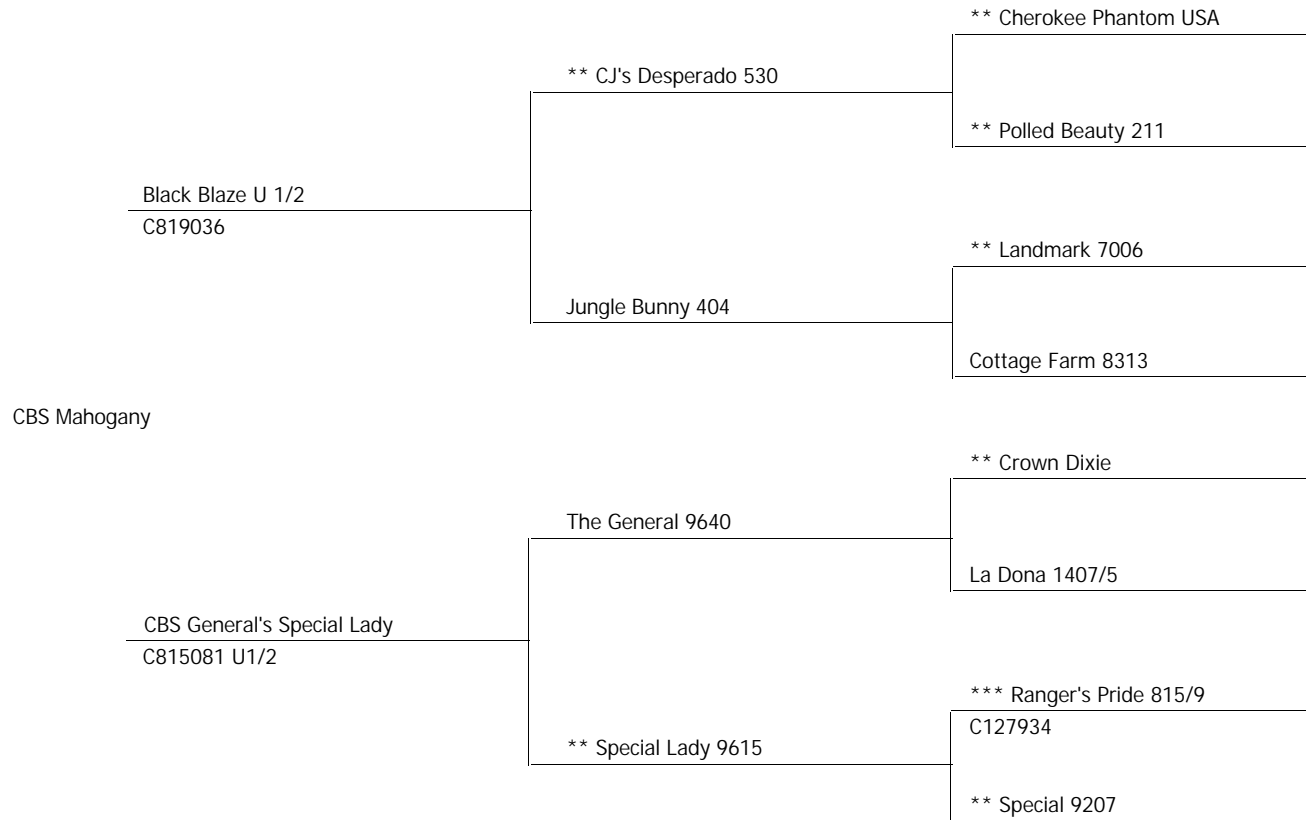 ** Cherokee Phantom USA
** CJ's Desperado 530
** Polled Beauty 211
Black Blaze U 1/2
C819036
** Landmark 7006
Jungle Bunny 404
Cottage Farm 8313
CBS Mahogany
** Crown Dixie
The General 9640
La Dona 1407/5
CBS General's Special Lady
C815081 U1/2
*** Ranger's Pride 815/9
C127934
** Special Lady 9615
** Special 9207